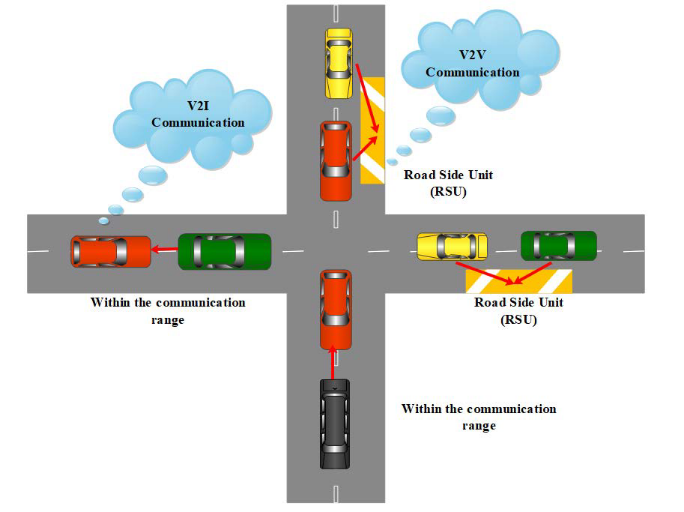 V2V
Communication
V2I
Communication
Road Side Unit
(RSU)
Within the communication
range
Road Side Unit
(RSU)
Within the communication
range